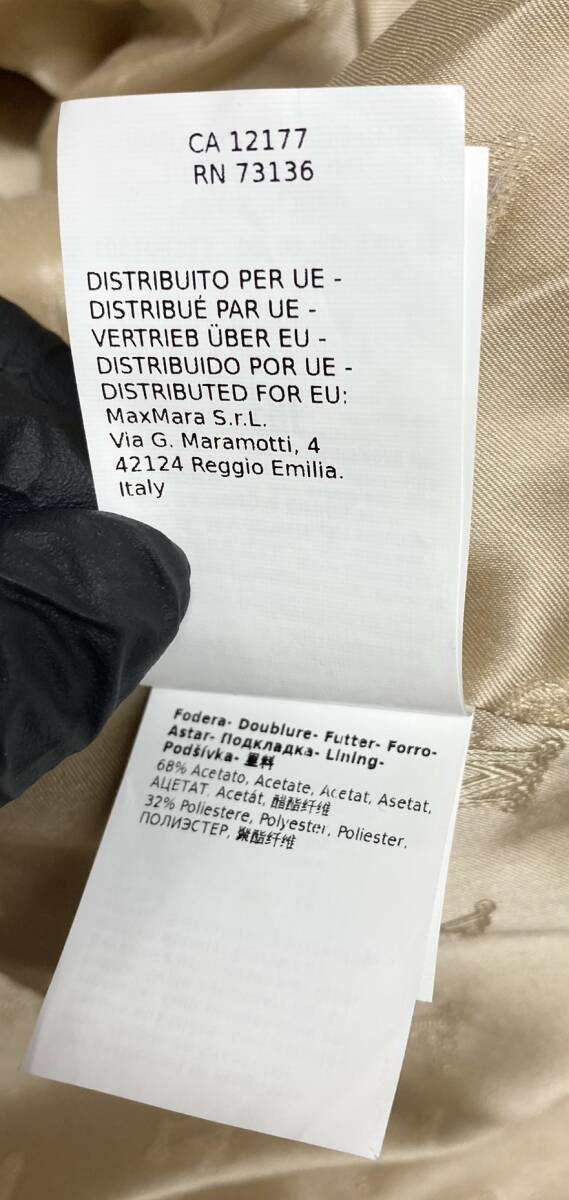 CA 12177
RN 73136
DISTRIBUITO PER UE -
DISTRIBUÉ PAR UE -
VERTRIEB ÜBER EU -
DISTRIBUIDO POR UE -
DISTRIBUTED FOR EU:
MaxMara S.r.L.
Via G. Maramotti, 4
42124 Reggio Emilia.
Italy
Fodera- Doublure- Futter- Forro-
Astar- Подкладка- Lining-
Podšívka- 里料
68% Acetato, Acetate, Acetat, Asetat,
АЦЕТАТ, Acetát, 醋酯纤维
32% Poliestere, Polyester, Poliester,
ПОЛИЭСТЕР, 聚酯纤维